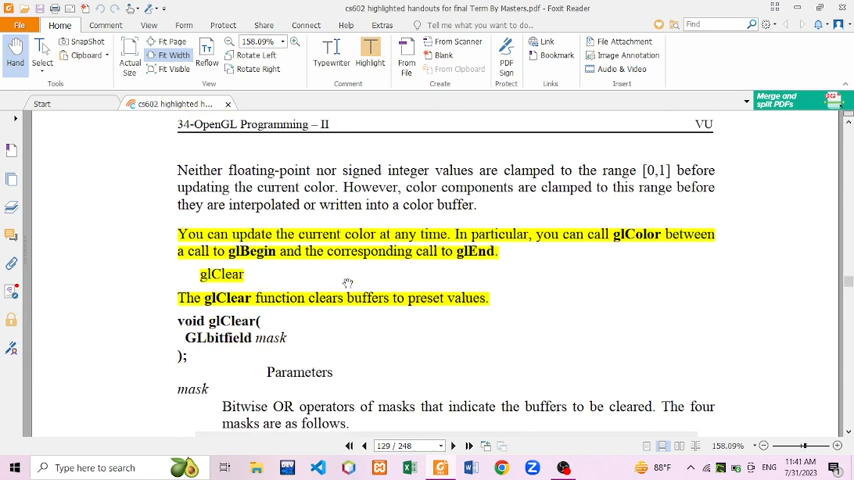 cs602 highlighted handouts for final Term By Masters.pdf - Foxit Reader
File Home Comment View Form Protect Share Connect Help Extras Tell me what you want to do... Find
Hand
Select
SnapShot
Clipboard
Actual Size
Fit Page
Fit Width
Fit Visible
Reflow
158.09%
Rotate Left
Rotate Right
Typewriter
Highlight
From File
From Scanner
Blank
From Clipboard
PDF Sign
Link
Bookmark
File Attachment
Image Annotation
Audio & Video
Tools View Comment Create Protect Links Insert
Start cs602 highlighted h...
Merge and split PDFs
34-OpenGL Programming – II VU
Neither floating-point nor signed integer values are clamped to the range [0,1] before
updating the current color. However, color components are clamped to this range before
they are interpolated or written into a color buffer.
You can update the current color at any time. In particular, you can call glColor between
a call to glBegin and the corresponding call to glEnd.
glClear
The glClear function clears buffers to preset values.
void glClear(
GLbitfield mask
);
Parameters
mask
Bitwise OR operators of masks that indicate the buffers to be cleared. The four
masks are as follows.
129 / 248 158.09%
Type here to search 88°F ENG 11:41 AM
7/31/2023